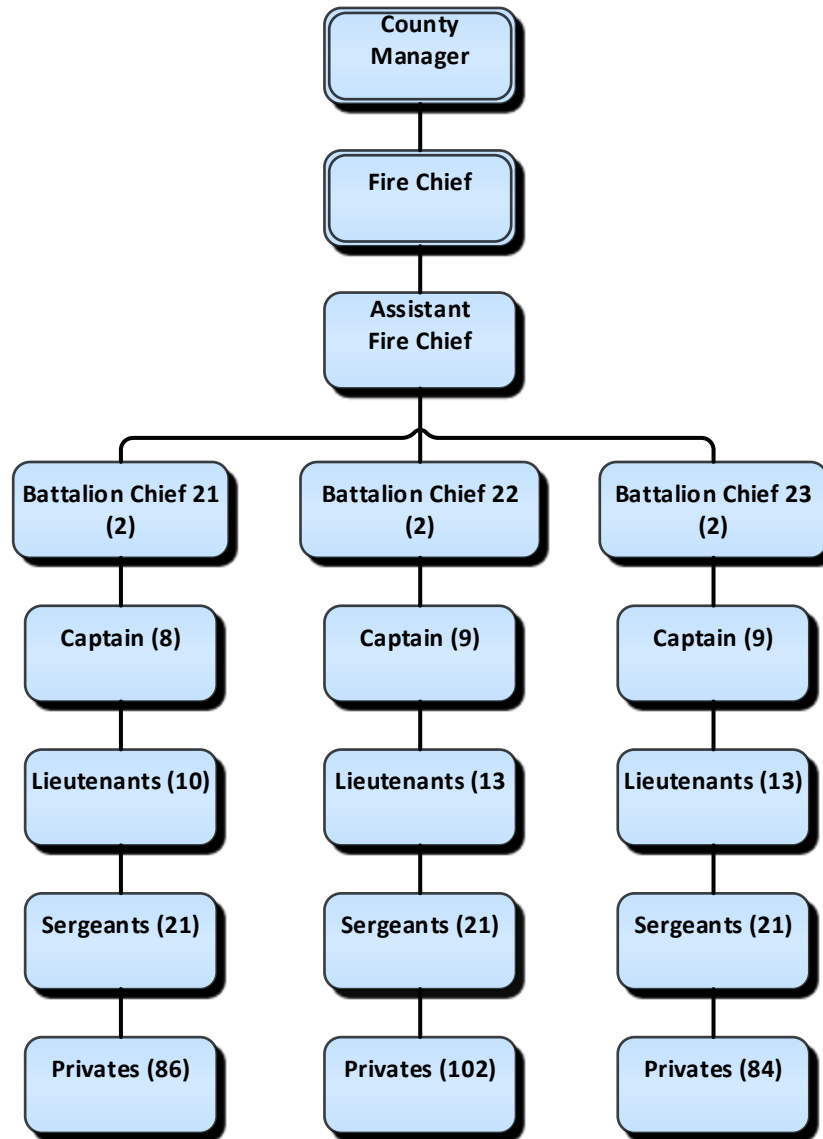 County
Manager
Fire Chief
Assistant
Fire Chief
Battalion Chief 21
(2)
Battalion Chief 22
(2)
Battalion Chief 23
(2)
Captain (8)
Captain (9)
Captain (9)
Lieutenants (10)
Lieutenants (13
Lieutenants (13)
Sergeants (21)
Sergeants (21)
Sergeants (21)
Privates (86)
Privates (102)
Privates (84)